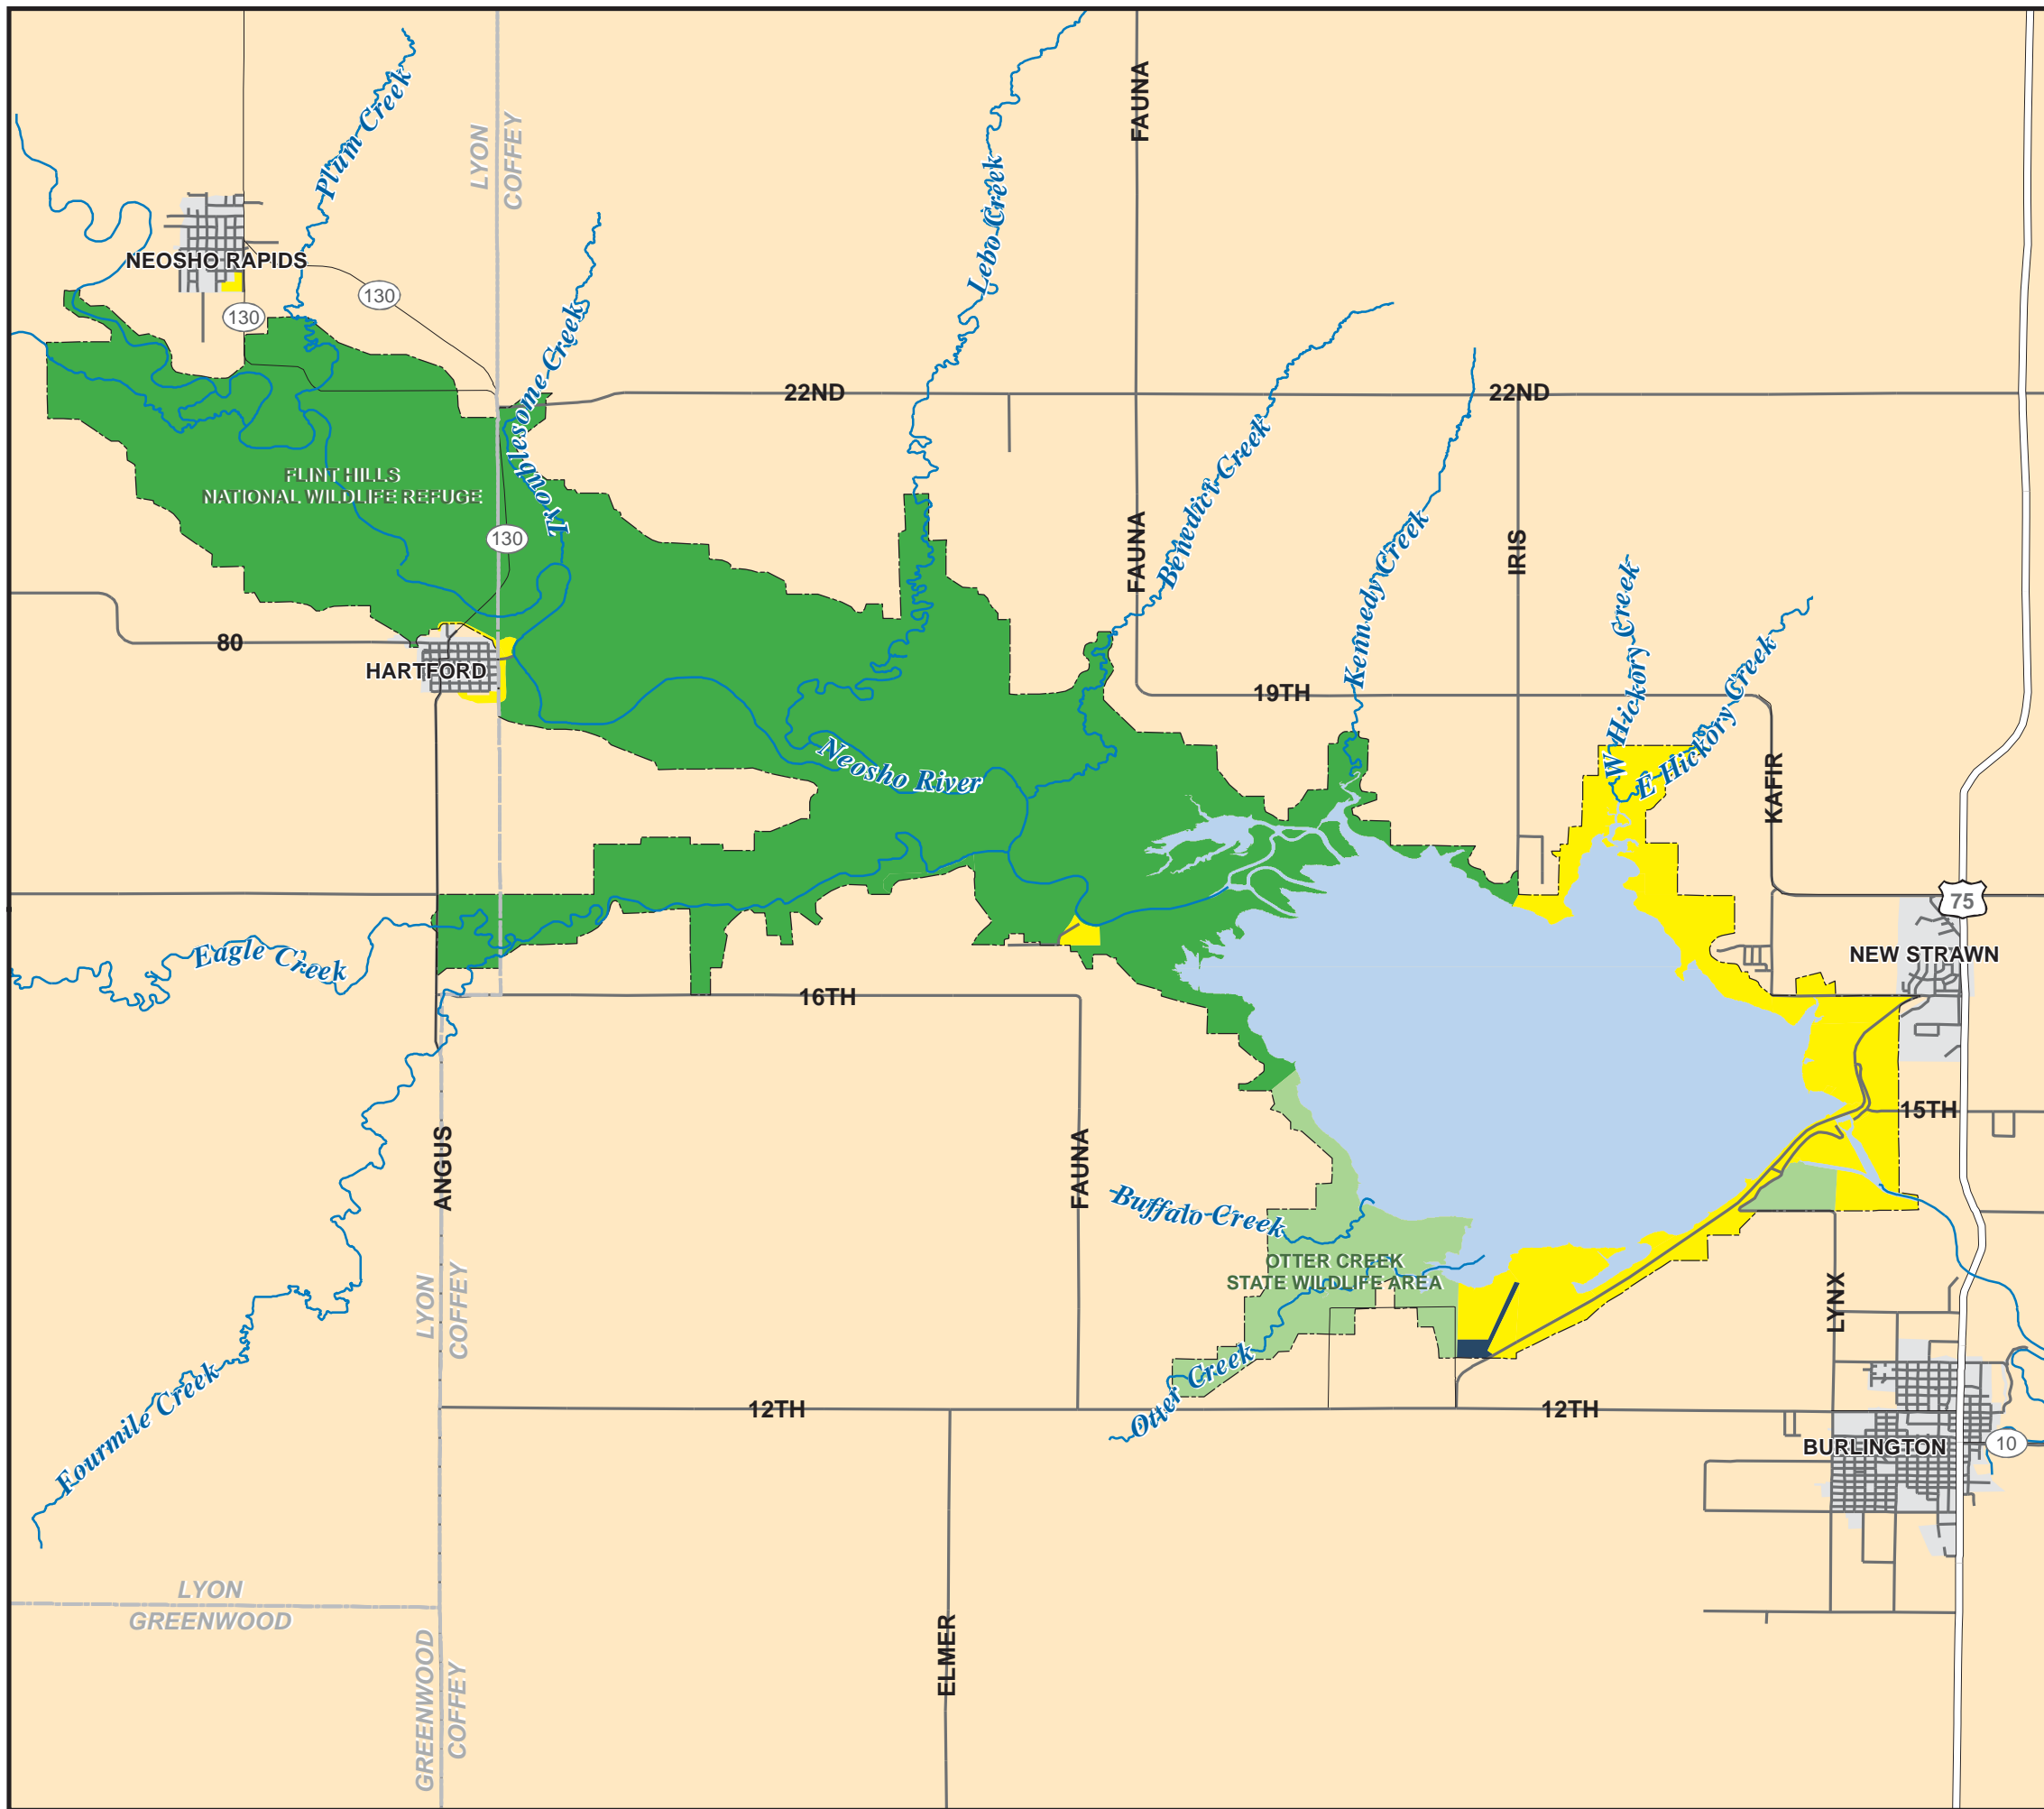 Plum Creek
LYON
COFFEY
FAUNA
Lebo Creek
NEOSHO RAPIDS
130
130
Troublesome Creek
22ND
22ND
Benedict Creek
FLINT HILLS
NATIONAL WILDLIFE REFUGE
130
FAUNA
Kennedy Creek
IRIS
W Hickory Creek
E Hickory Creek
80
HARTFORD
19TH
Neosho River
KAFIR
75
Eagle Creek
NEW STRAWN
16TH
15TH
ANGUS
FAUNA
Buffalo Creek
OTTER CREEK
STATE WILDLIFE AREA
LYON
COFFEY
LYNX
Otter Creek
Fourmile Creek
12TH
12TH
BURLINGTON
10
LYON
GREENWOOD
ELMER
GREENWOOD
COFFEY